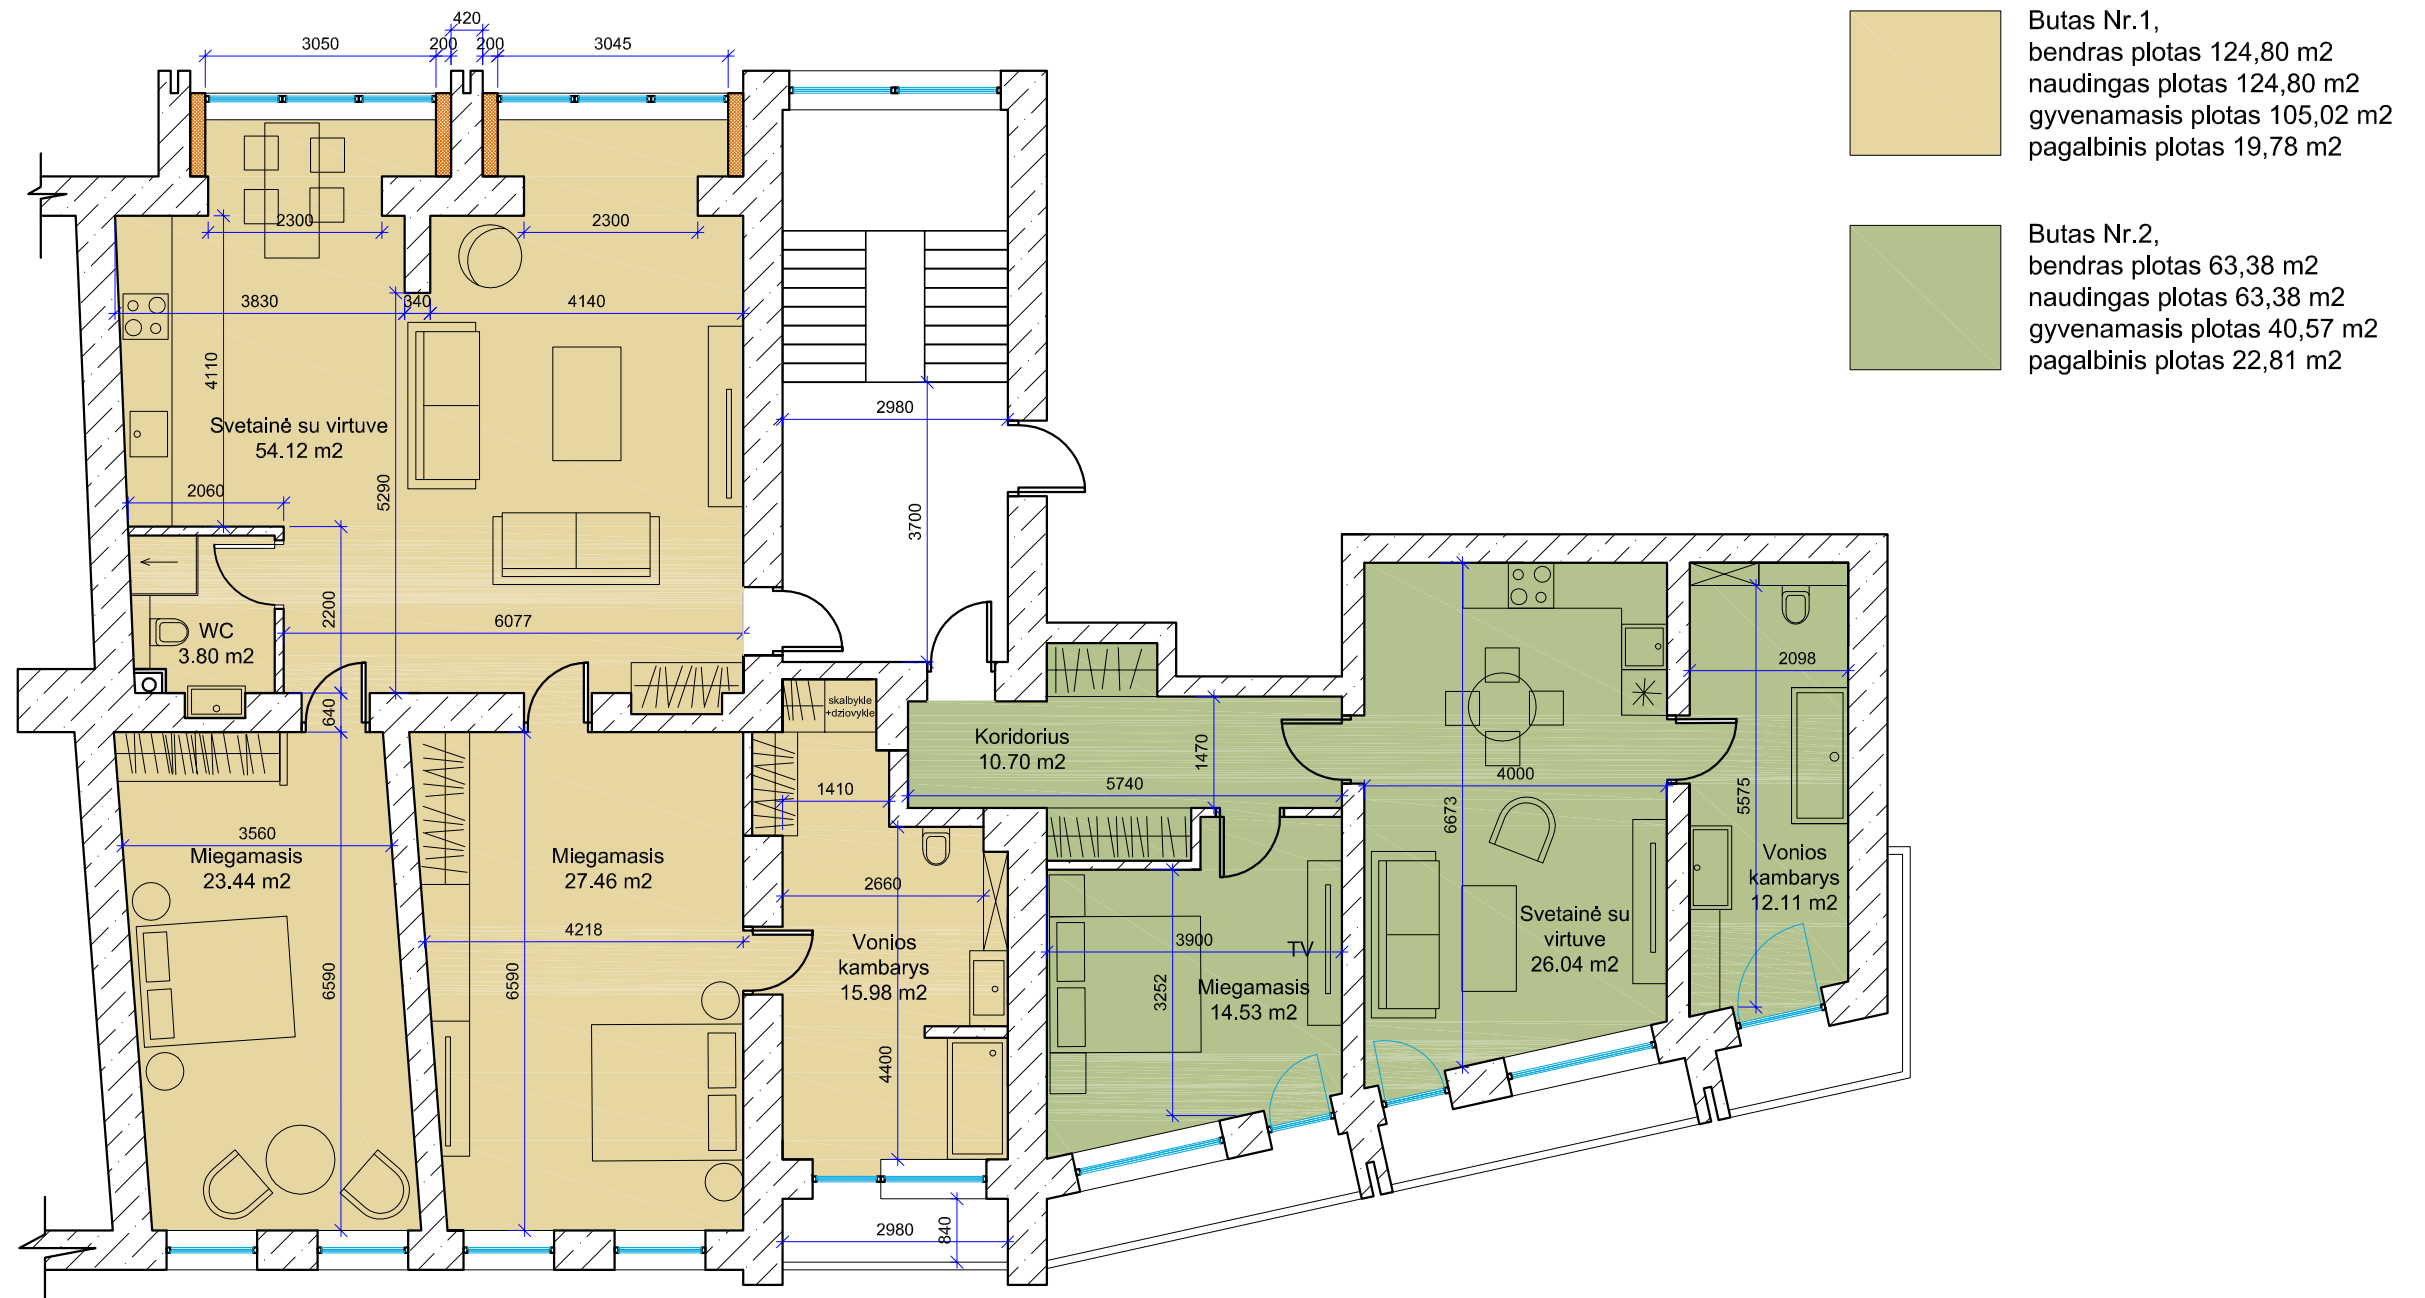 420
3050
200
200
3045
Butas Nr.1,
bendras plotas 124,80 m2
naudingas plotas 124,80 m2
gyvenamasis plotas 105,02 m2
pagalbinis plotas 19,78 m2
Butas Nr.2,
bendras plotas 63,38 m2
naudingas plotas 63,38 m2
gyvenamasis plotas 40,57 m2
pagalbinis plotas 22,81 m2
2300
2300
3830
340
4140
4110
2980
Svetainė su virtuve
54.12 m2
2060
5290
3700
2200
6077
WC
3.80 m2
640
skalbykle
+dziovykle
2098
Koridorius
10.70 m2
1470
5740
4000
6673
5575
1410
3560
Miegamasis
23.44 m2
Miegamasis
27.46 m2
2660
Vonios
kambarys
12.11 m2
4218
Vonios
kambarys
15.98 m2
3900
TV
Svetainė su
virtuve
26.04 m2
6590
6590
3252
Miegamasis
14.53 m2
4400
2980
840